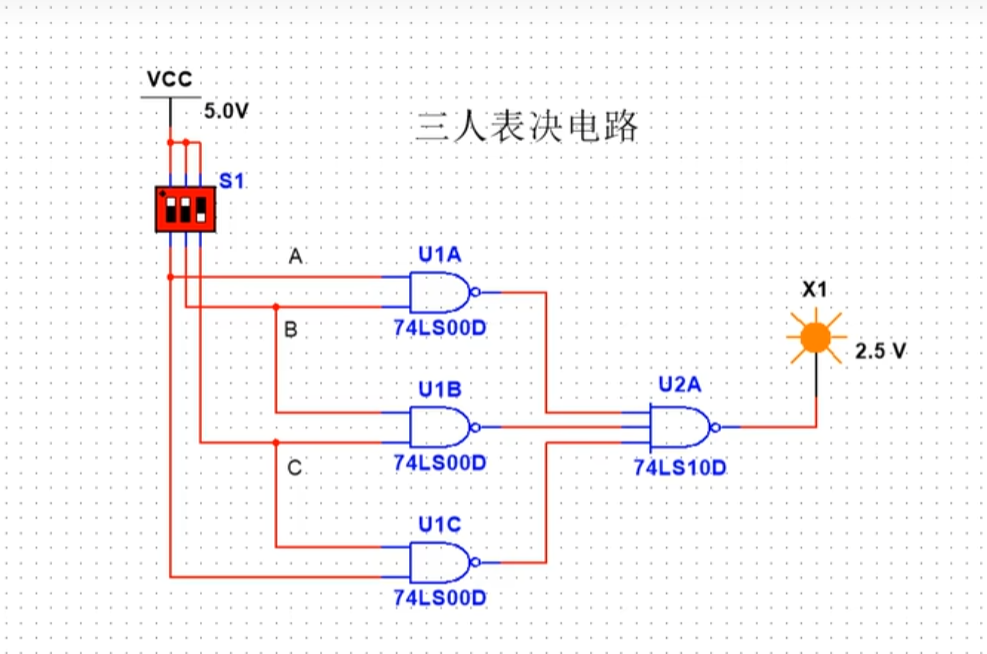 VCC
5.0V
三人表决电路
S1
A
U1A
74LS00D
B
X1
2.5 V
U1B
U2A
74LS00D
74LS10D
C
U1C
74LS00D